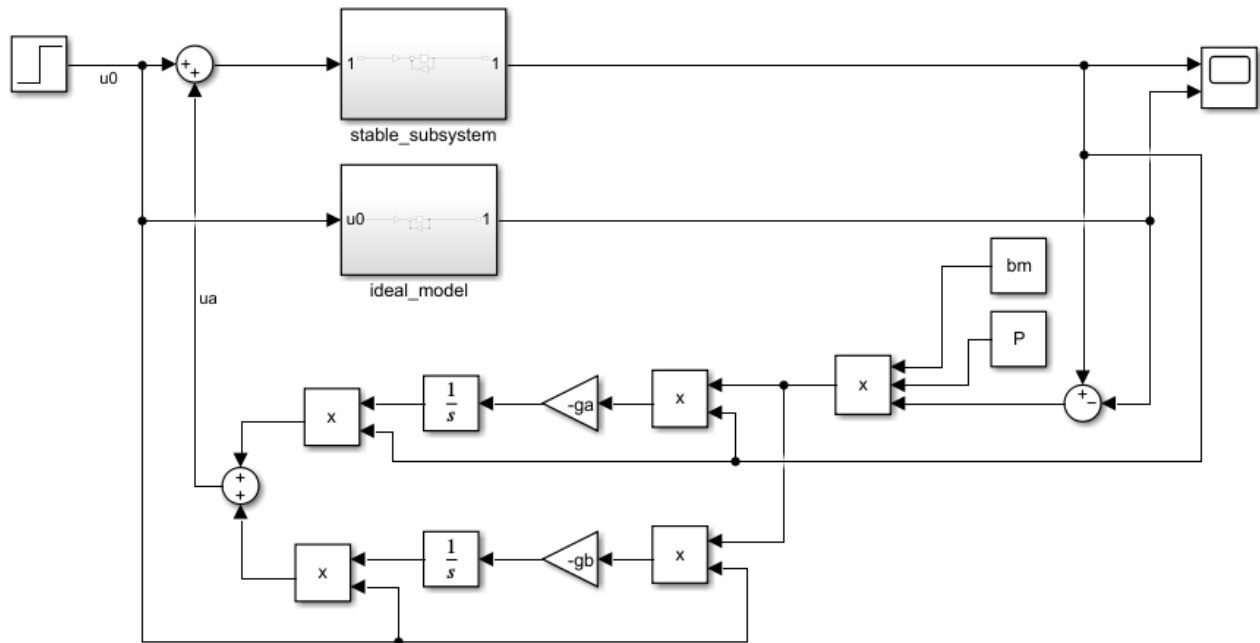 u0
+
+
1
1
stable_subsystem
u0
1
ideal_model
ua
bm
P
+
−
x
x
-ga
1
s
x
+
+
x
-gb
1
s
x